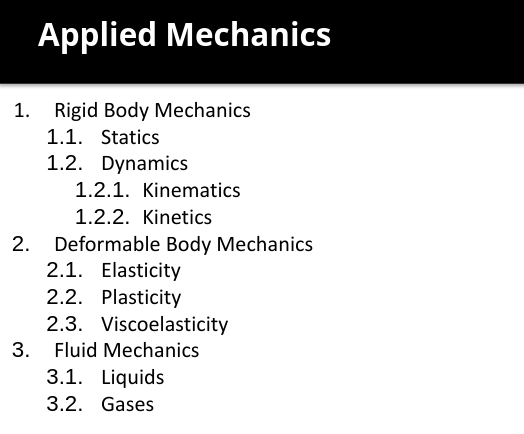 Applied Mechanics
1. Rigid Body Mechanics
1.1. Statics
1.2. Dynamics
1.2.1. Kinematics
1.2.2. Kinetics
2. Deformable Body Mechanics
2.1. Elasticity
2.2. Plasticity
2.3. Viscoelasticity
3. Fluid Mechanics
3.1. Liquids
3.2. Gases